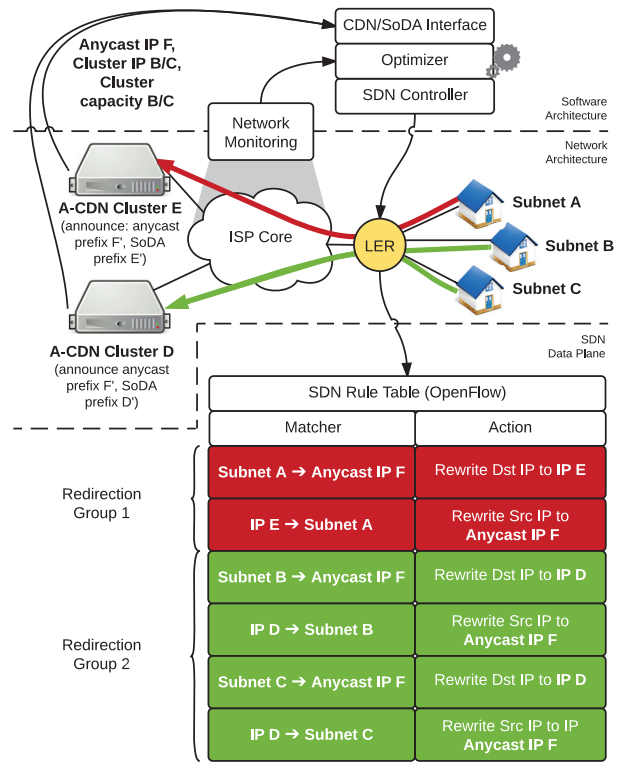 CDN/SoDA Interface
Optimizer
SDN Controller
Anycast IP F,
Cluster IP B/C,
Cluster
capacity B/C
Network
Monitoring
Software
Architecture
Network
Architecture
A-CDN Cluster E
(announce: anycast
prefix F', SoDA
prefix E')
ISP Core
LER
Subnet A
Subnet B
Subnet C
A-CDN Cluster D
(announce anycast
prefix F', SoDA
prefix D')
SDN
Data Plane
SDN Rule Table (OpenFlow)
Matcher
Action
Redirection
Group 1
Subnet A ➔ Anycast IP F
Rewrite Dst IP to IP E
IP E ➔ Subnet A
Rewrite Src IP to
Anycast IP F
Redirection
Group 2
Subnet B ➔ Anycast IP F
Rewrite Dst IP to IP D
IP D ➔ Subnet B
Rewrite Src IP to
Anycast IP F
Subnet C ➔ Anycast IP F
Rewrite Dst IP to IP D
IP D ➔ Subnet C
Rewrite Src IP to IP
Anycast IP F